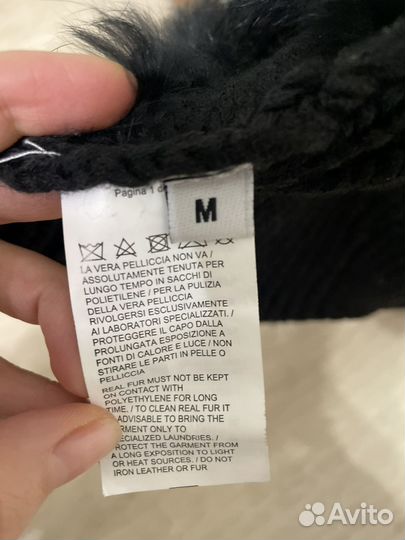 Pagina 1
M
LA VERA PELLICCIA NON VA /
ASSOLUTAMENTE TENUTA PER
LUNGO TEMPO IN SACCHI DI
POLIETILENE / PER LA PULIZIA
DELLA VERA PELLICCIA
RIVOLGERSI ESCLUSIVAMENTE
AI LABORATORI SPECIALIZZATI. /
PROTEGGERE IL CAPO DALLA
PROLUNGATA ESPOSIZIONE A
FONTI DI CALORE E LUCE / NON
STIRARE LE PARTI IN PELLE O
PELLICCIA
REAL FUR MUST NOT BE KEPT
ON CONTACT WITH
POLYETHYLENE FOR LONG
TIME. / TO CLEAN REAL FUR IT
ADVISABLE TO BRING THE
ONLY TO
LAUNDRIES. /
PROTECT THE GARMENT FROM
A LONG EXPOSITION TO LIGHT
OR HEAT SOURCES. / DO NOT
IRON LEATHER OR FUR
Avito